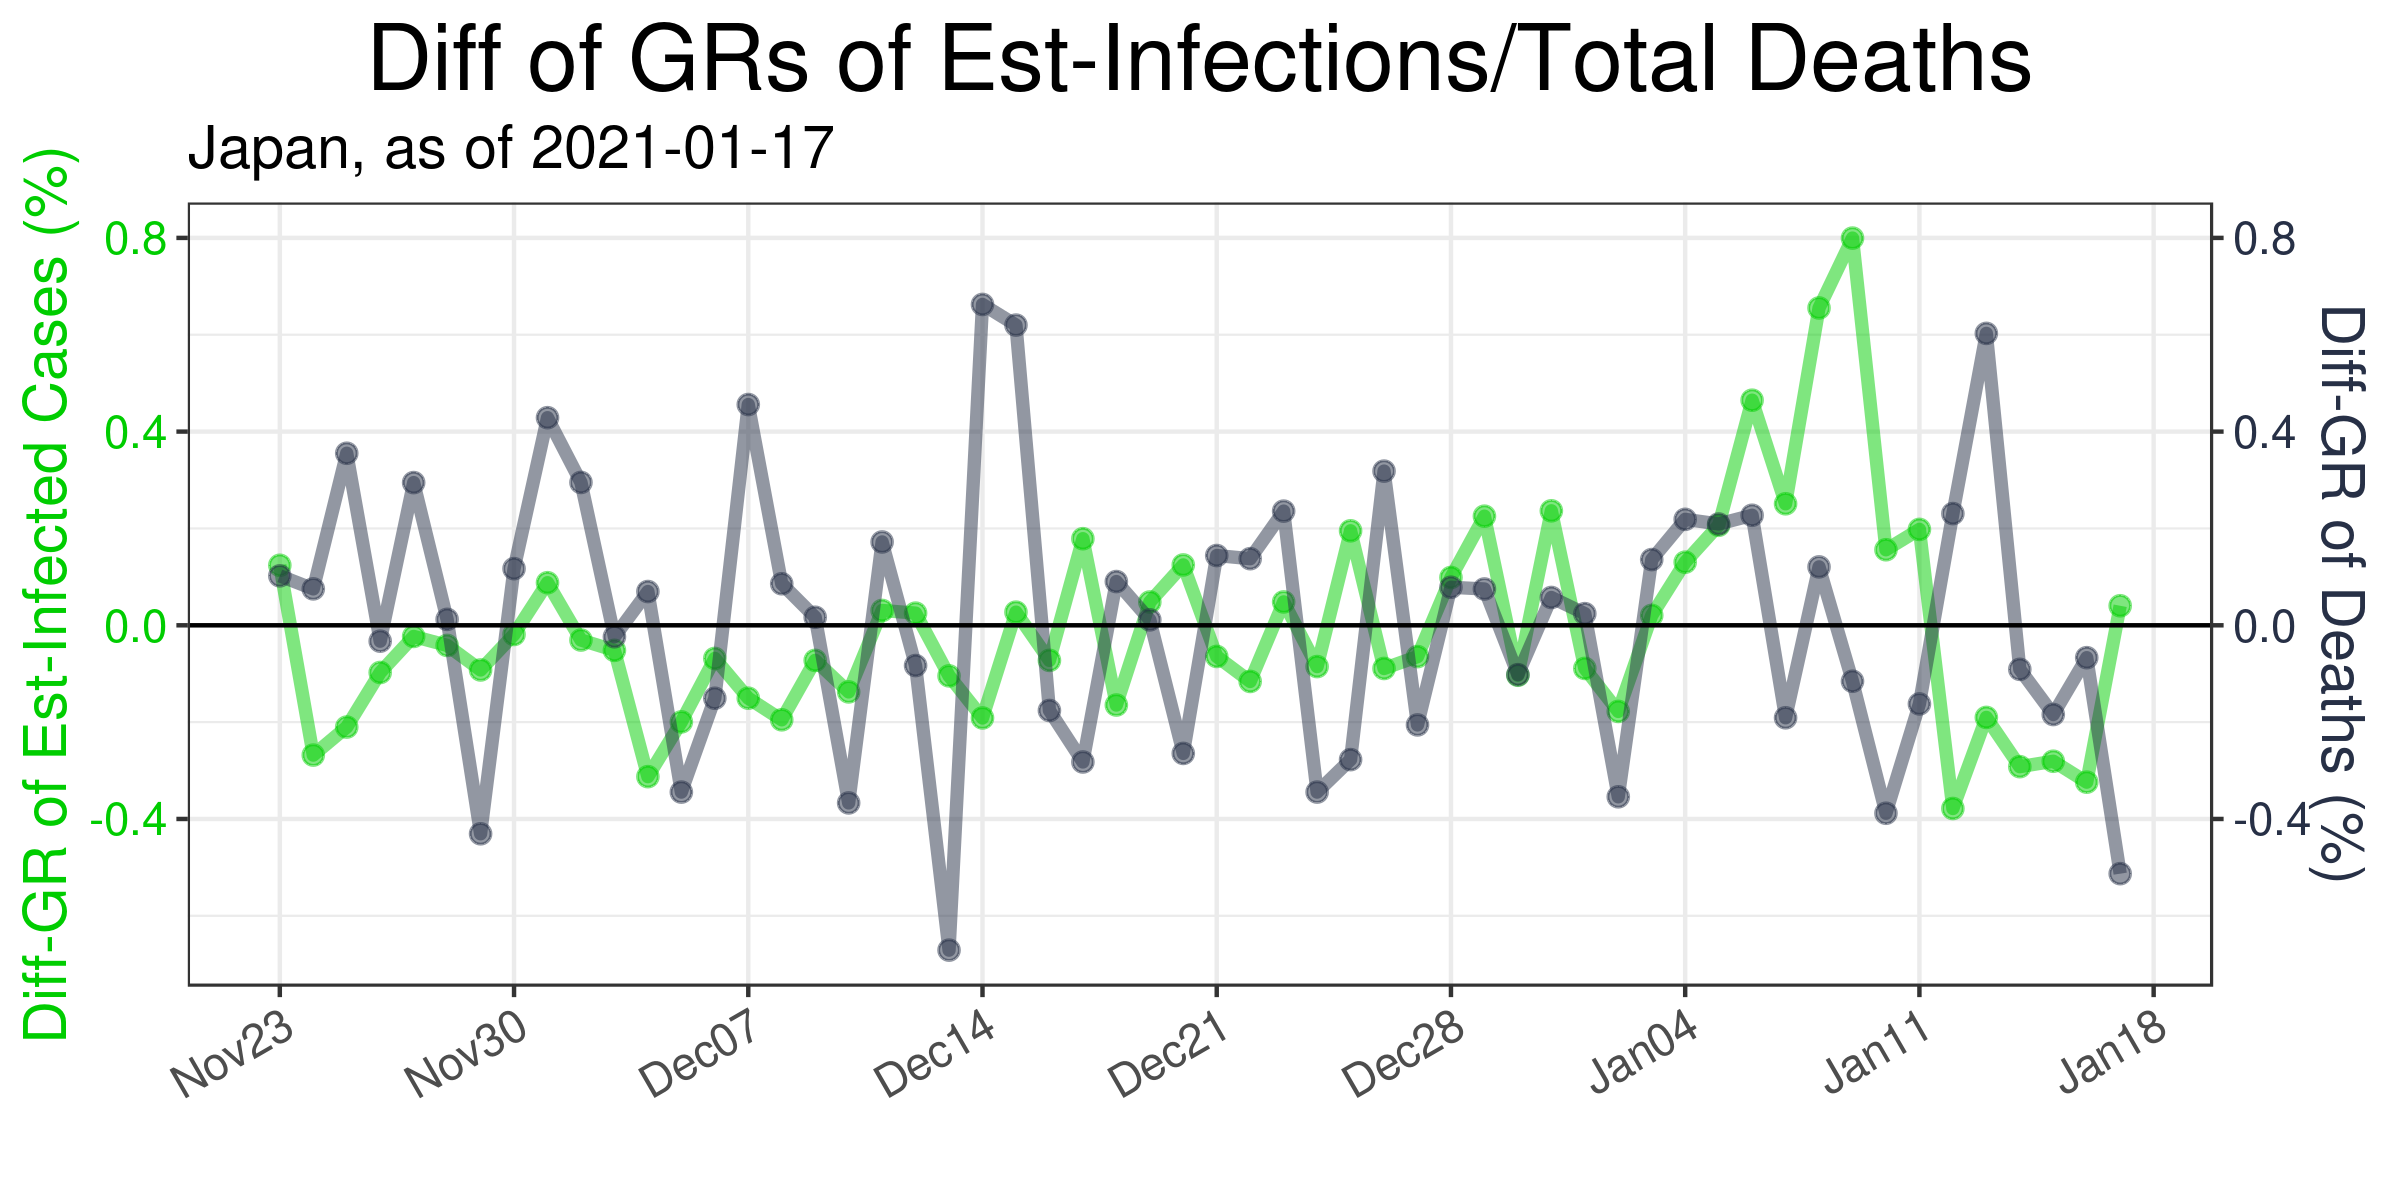 Diff of GRs of Est-Infections/Total Deaths
Japan, as of 2021-01-17
Diff-GR of Est-Infected Cases (%)
0.8
0.4
0.0
-0.4
0.8
0.4
0.0
-0.4
Diff-GR of Deaths (%)
Nov23
Nov30
Dec07
Dec14
Dec21
Dec28
Jan04
Jan11
Jan18